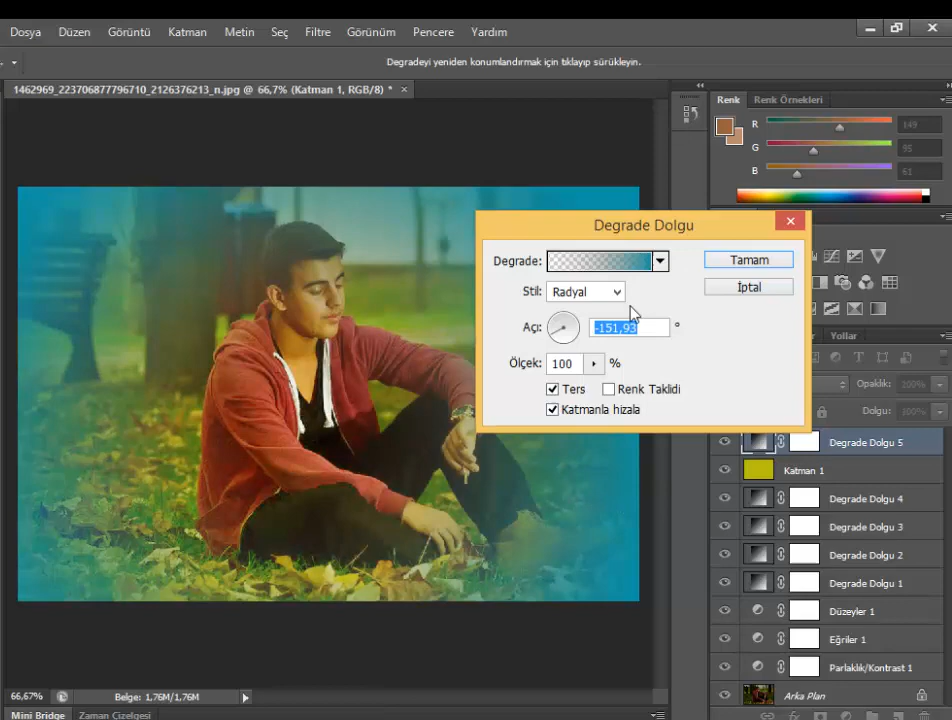 Dosya Düzen Görüntü Katman Metin Seç Filtre Görünüm Pencere Yardım
Degradeyi yeniden konumlandırmak için tıklayıp sürükleyin.
1462969_223706877796710_2126376213_n.jpg @ 66,7% (Katman 1, RGB/8) * ×
Renk Renk Örnekleri
R 149
G 95
B 61
Degrade Dolgu
Degrade:
Tamam
Stil: Radyal
İptal
Açı: -151,93 °
Ölçek: 100 %
Ters Renk Taklidi
Katmanla hizala
Yollar
Opaklık: 100%
Dolgu: 100%
Degrade Dolgu 5
Katman 1
Degrade Dolgu 4
Degrade Dolgu 3
Degrade Dolgu 2
Degrade Dolgu 1
Düzeyler 1
Eğriler 1
Parlaklık/Kontrast 1
Arka Plan
66,67% Belge: 1,76M/1,76M
Mini Bridge Zaman Çizelgesi